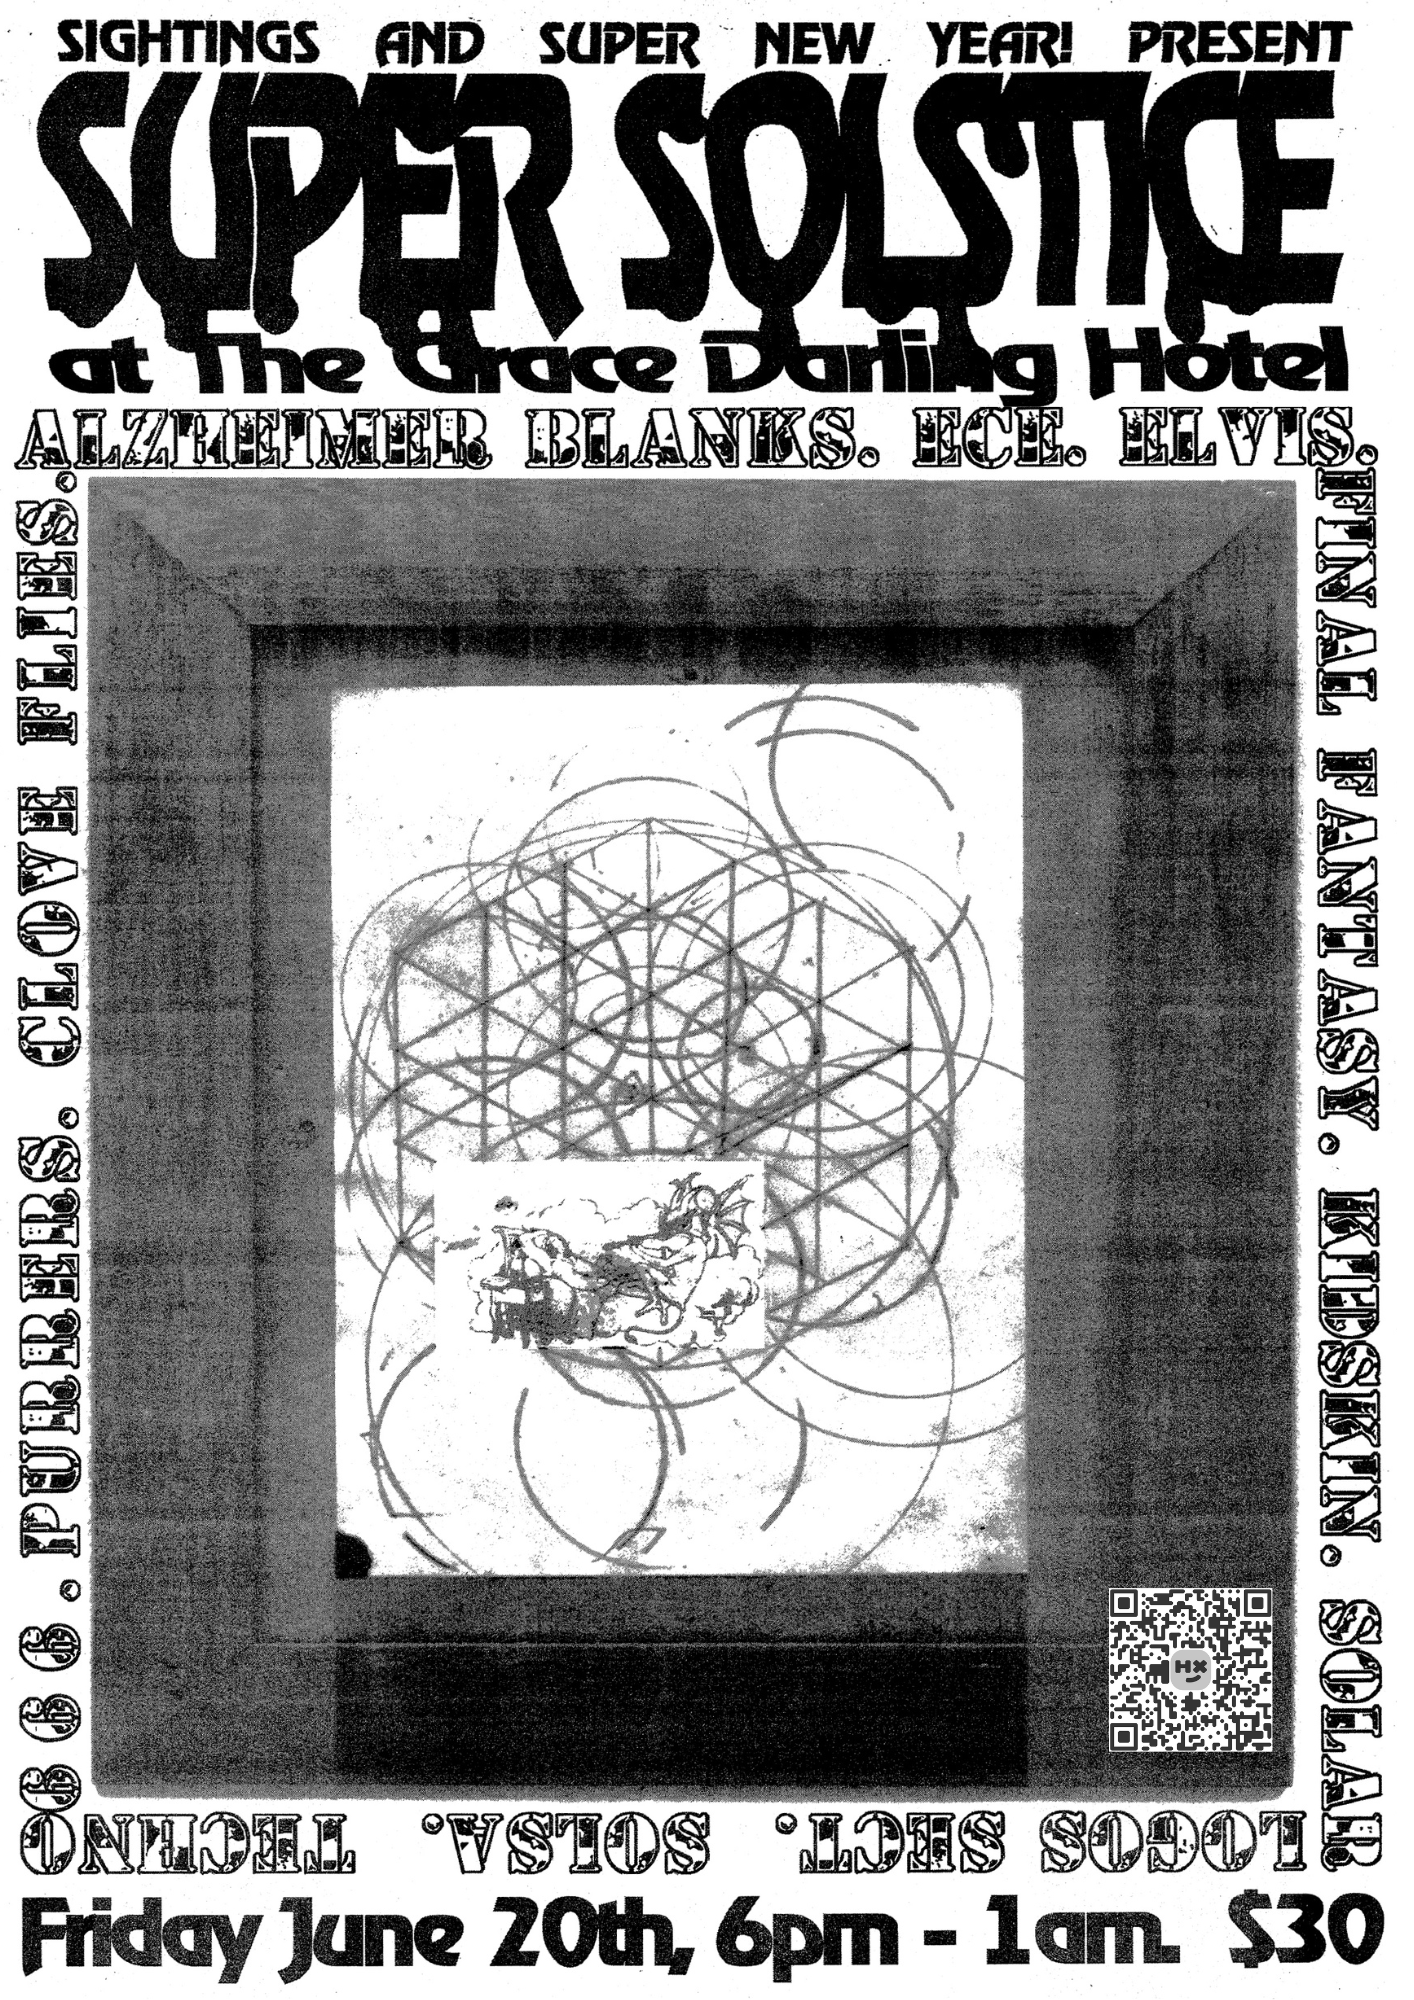 SIGHTINGS AND SUPER NEW YEAR! PRESENT
SUPER SOLSTICE
at The Grace Darling Hotel
ALZHEIMER BLANKS. ECE. ELVIS.
FINAL FANTASY. KIDSKIN. SOLAR
LOGOS SECT. SOLSA. TECHNO
666. PURRERS. CLOVE FLIES.
HX
Friday June 20th, 6pm - 1am. $30